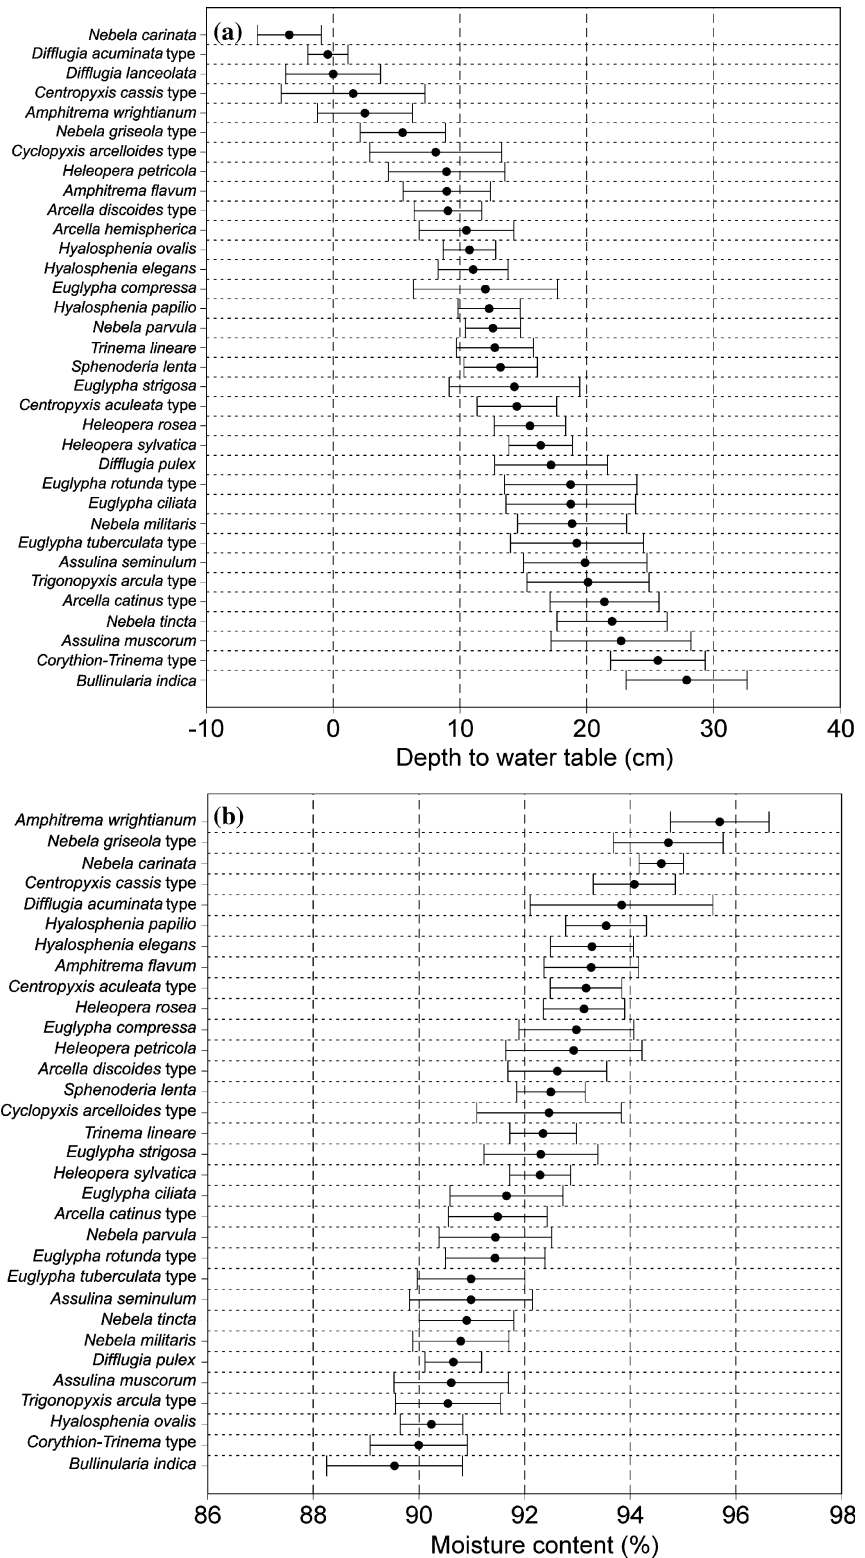 (a)
Nebela carinata
Difflugia acuminata type
Difflugia lanceolata
Centropyxis cassis type
Amphitrema wrightianum
Nebela griseola type
Cyclopyxis arcelloides type
Heleopera petricola
Amphitrema flavum
Arcella discoides type
Arcella hemispherica
Hyalosphenia ovalis
Hyalosphenia elegans
Euglypha compressa
Hyalosphenia papilio
Nebela parvula
Trinema lineare
Sphenoderia lenta
Euglypha strigosa
Centropyxis aculeata type
Heleopera rosea
Heleopera sylvatica
Difflugia pulex
Euglypha rotunda type
Euglypha ciliata
Nebela militaris
Euglypha tuberculata type
Assulina seminulum
Trigonopyxis arcula type
Arcella catinus type
Nebela tincta
Assulina muscorum
Corythion-Trinema type
Bullinularia indica
-10 0 10 20 30 40
Depth to water table (cm)
(b)
Amphitrema wrightianum
Nebela griseola type
Nebela carinata
Centropyxis cassis type
Difflugia acuminata type
Hyalosphenia papilio
Hyalosphenia elegans
Amphitrema flavum
Centropyxis aculeata type
Heleopera rosea
Euglypha compressa
Heleopera petricola
Arcella discoides type
Sphenoderia lenta
Cyclopyxis arcelloides type
Trinema lineare
Euglypha strigosa
Heleopera sylvatica
Euglypha ciliata
Arcella catinus type
Nebela parvula
Euglypha rotunda type
Euglypha tuberculata type
Assulina seminulum
Nebela tincta
Nebela militaris
Difflugia pulex
Assulina muscorum
Trigonopyxis arcula type
Hyalosphenia ovalis
Corythion-Trinema type
Bullinularia indica
86 88 90 92 94 96 98
Moisture content (%)